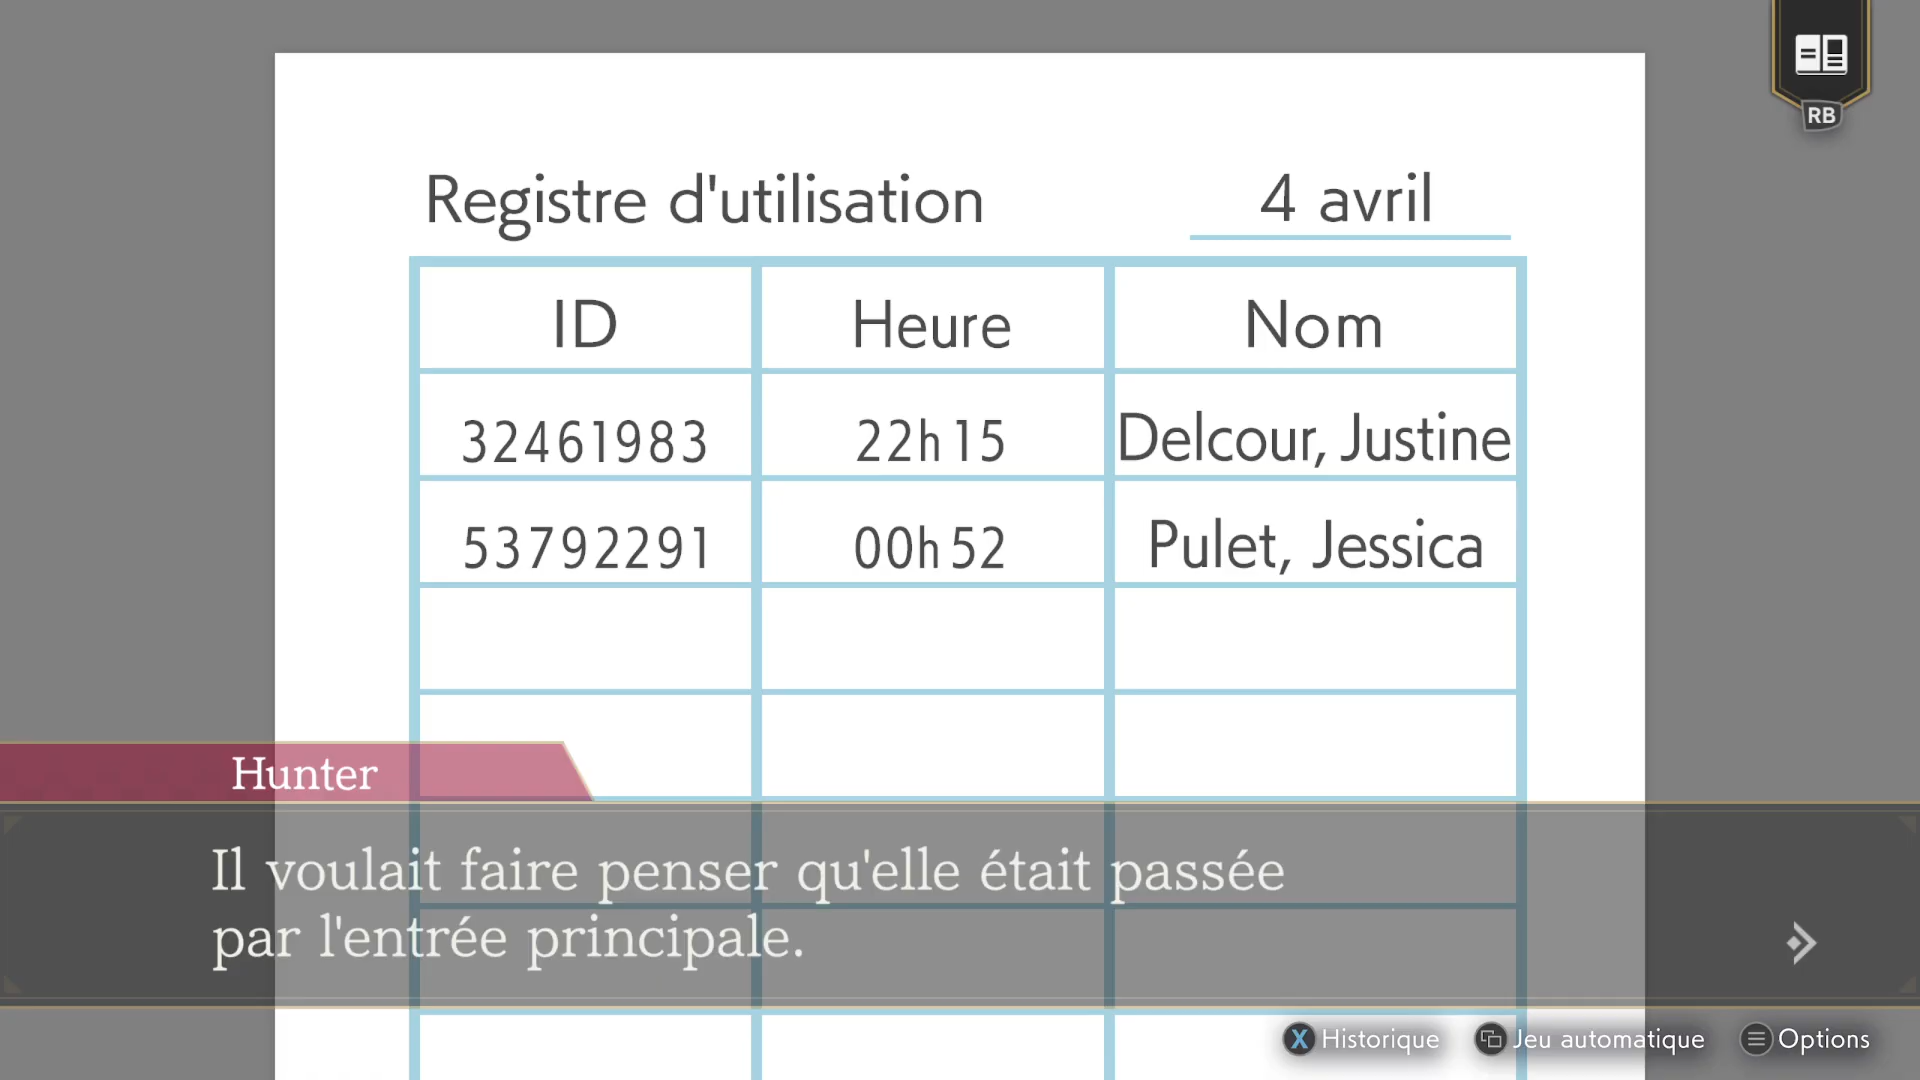 RB
Registre d'utilisation 4 avril
ID Heure Nom
32461983 22h15 Delcour, Justine
53792291 00h52 Pulet, Jessica
Hunter
Il voulait faire penser qu'elle était passée
par l'entrée principale.
X Historique Jeu automatique Options